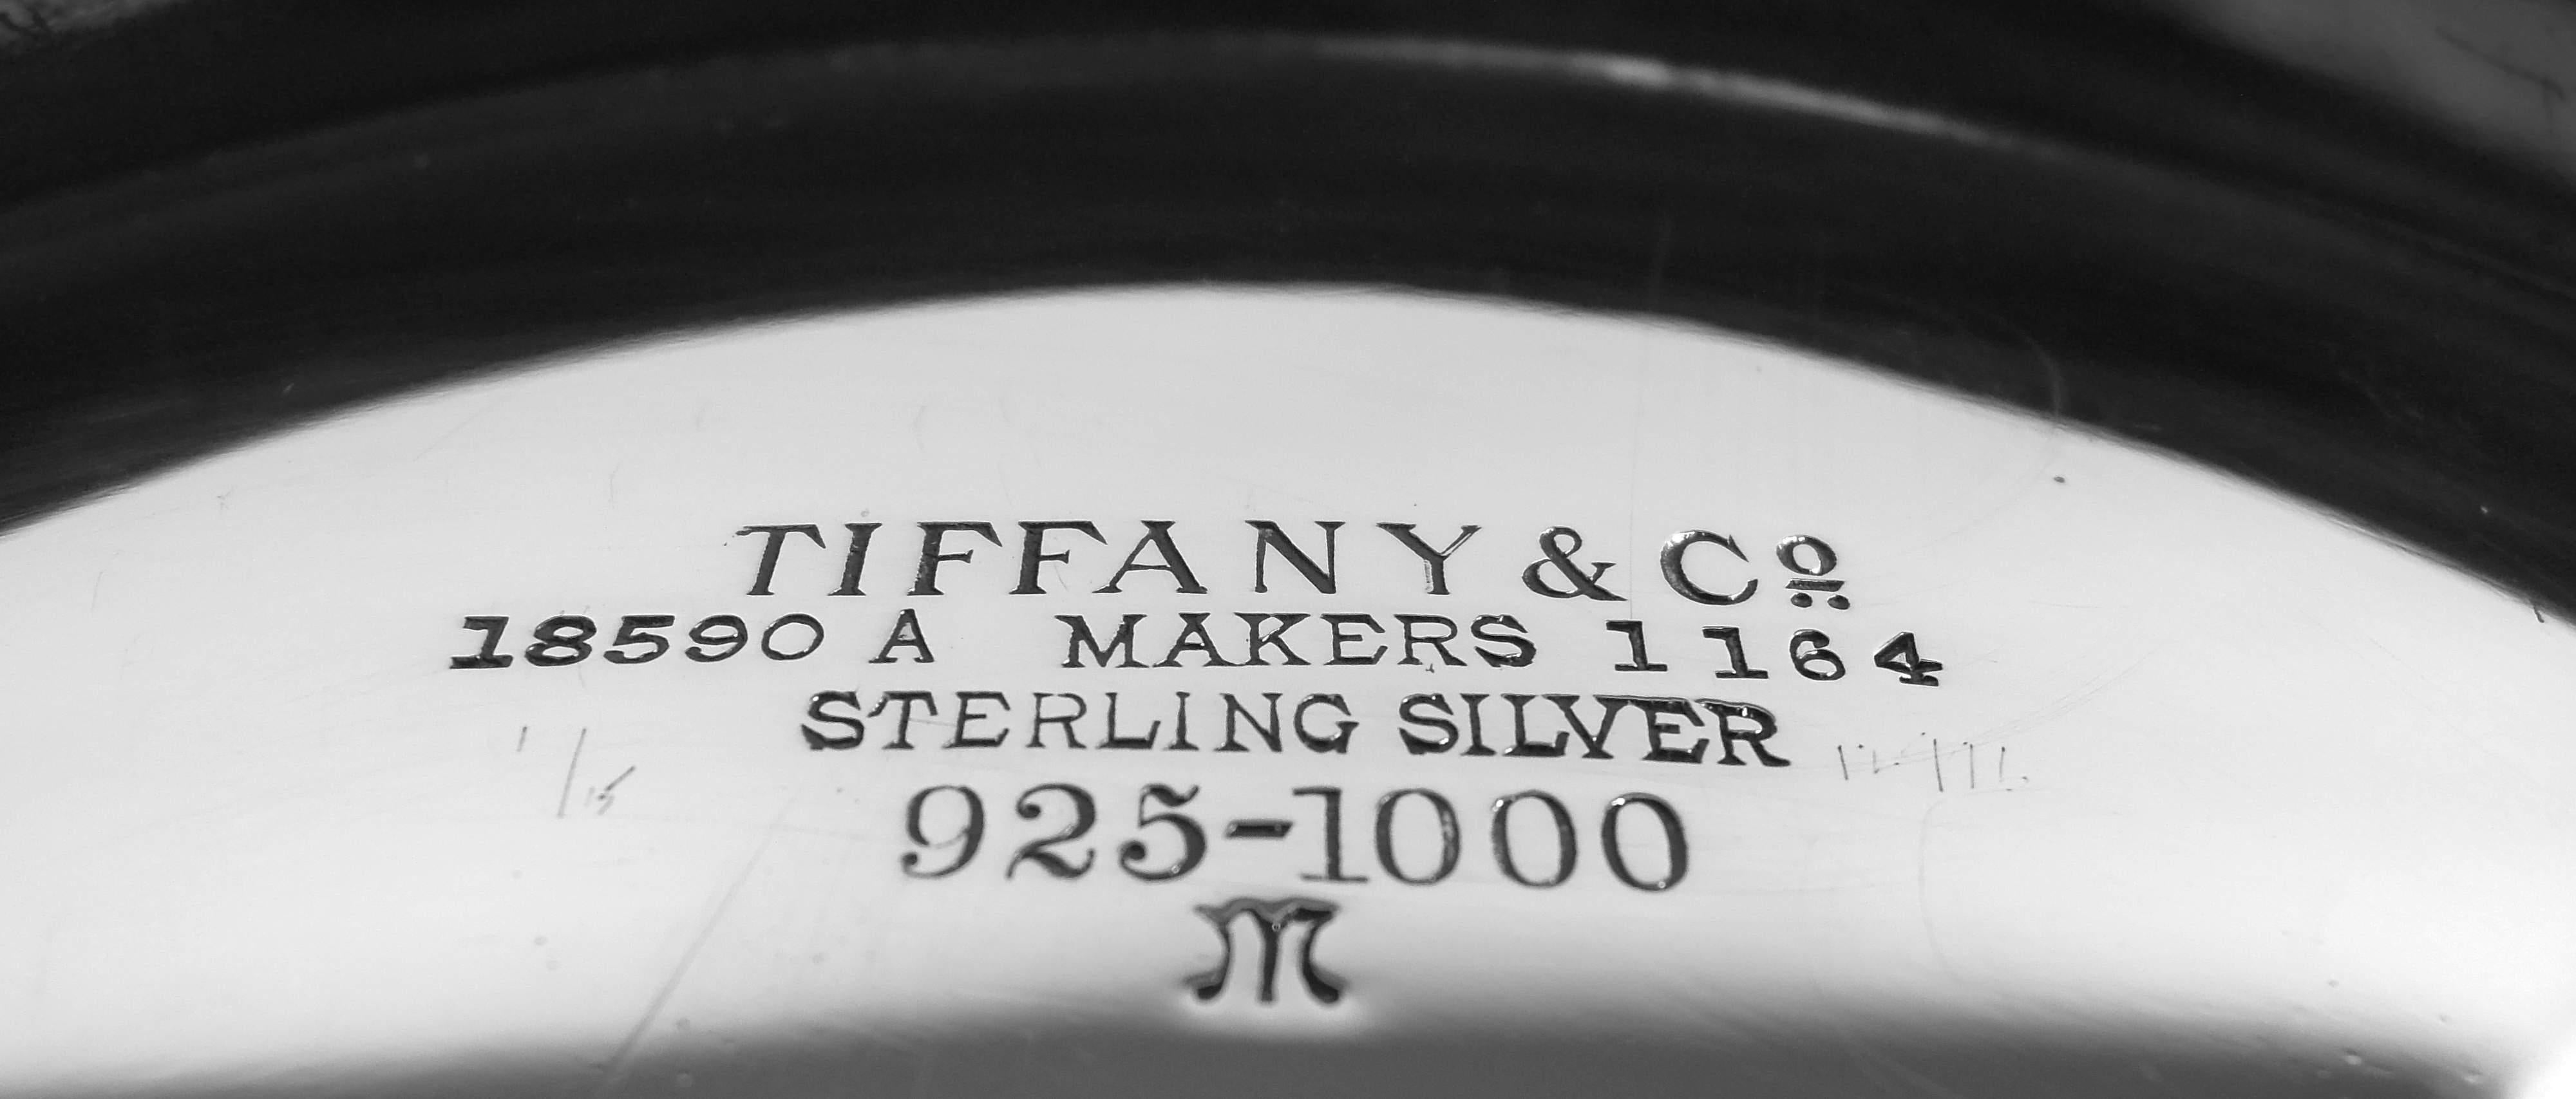 TIFFANY & Cº
18590 A MAKERS 1164
STERLING SILVER
925-1000
M